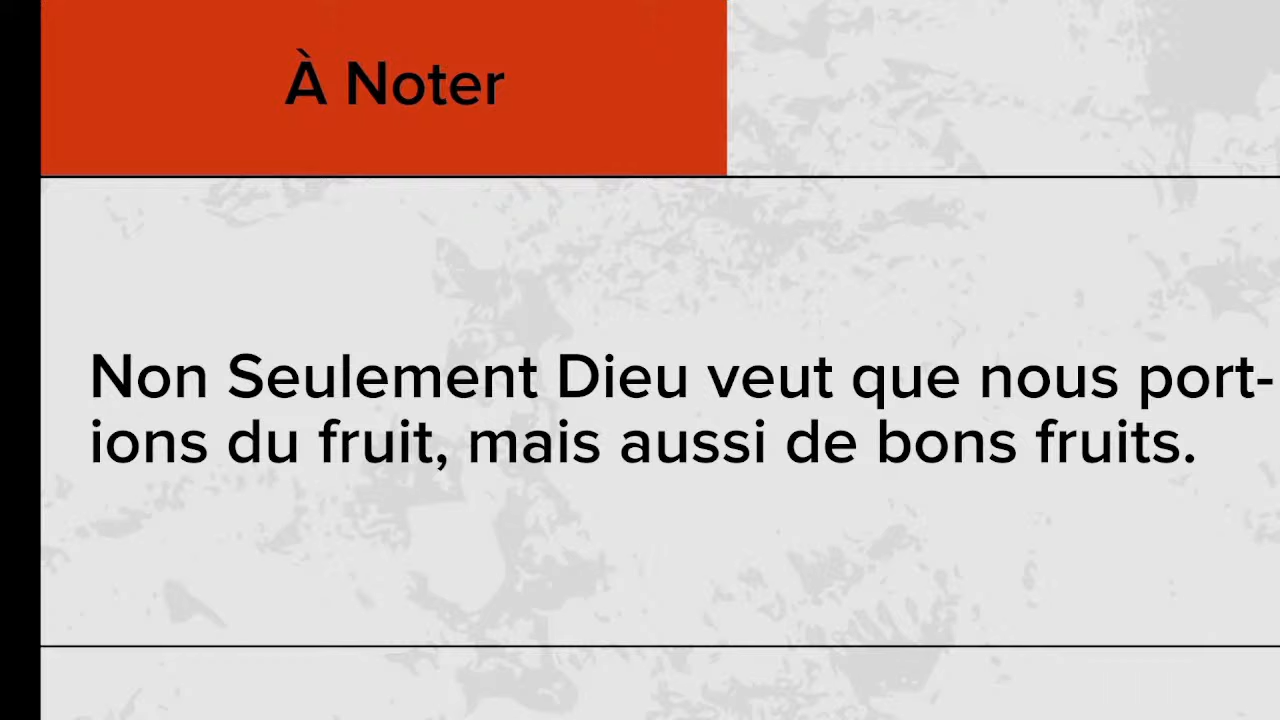 À Noter
Non Seulement Dieu veut que nous port-
ions du fruit, mais aussi de bons fruits.